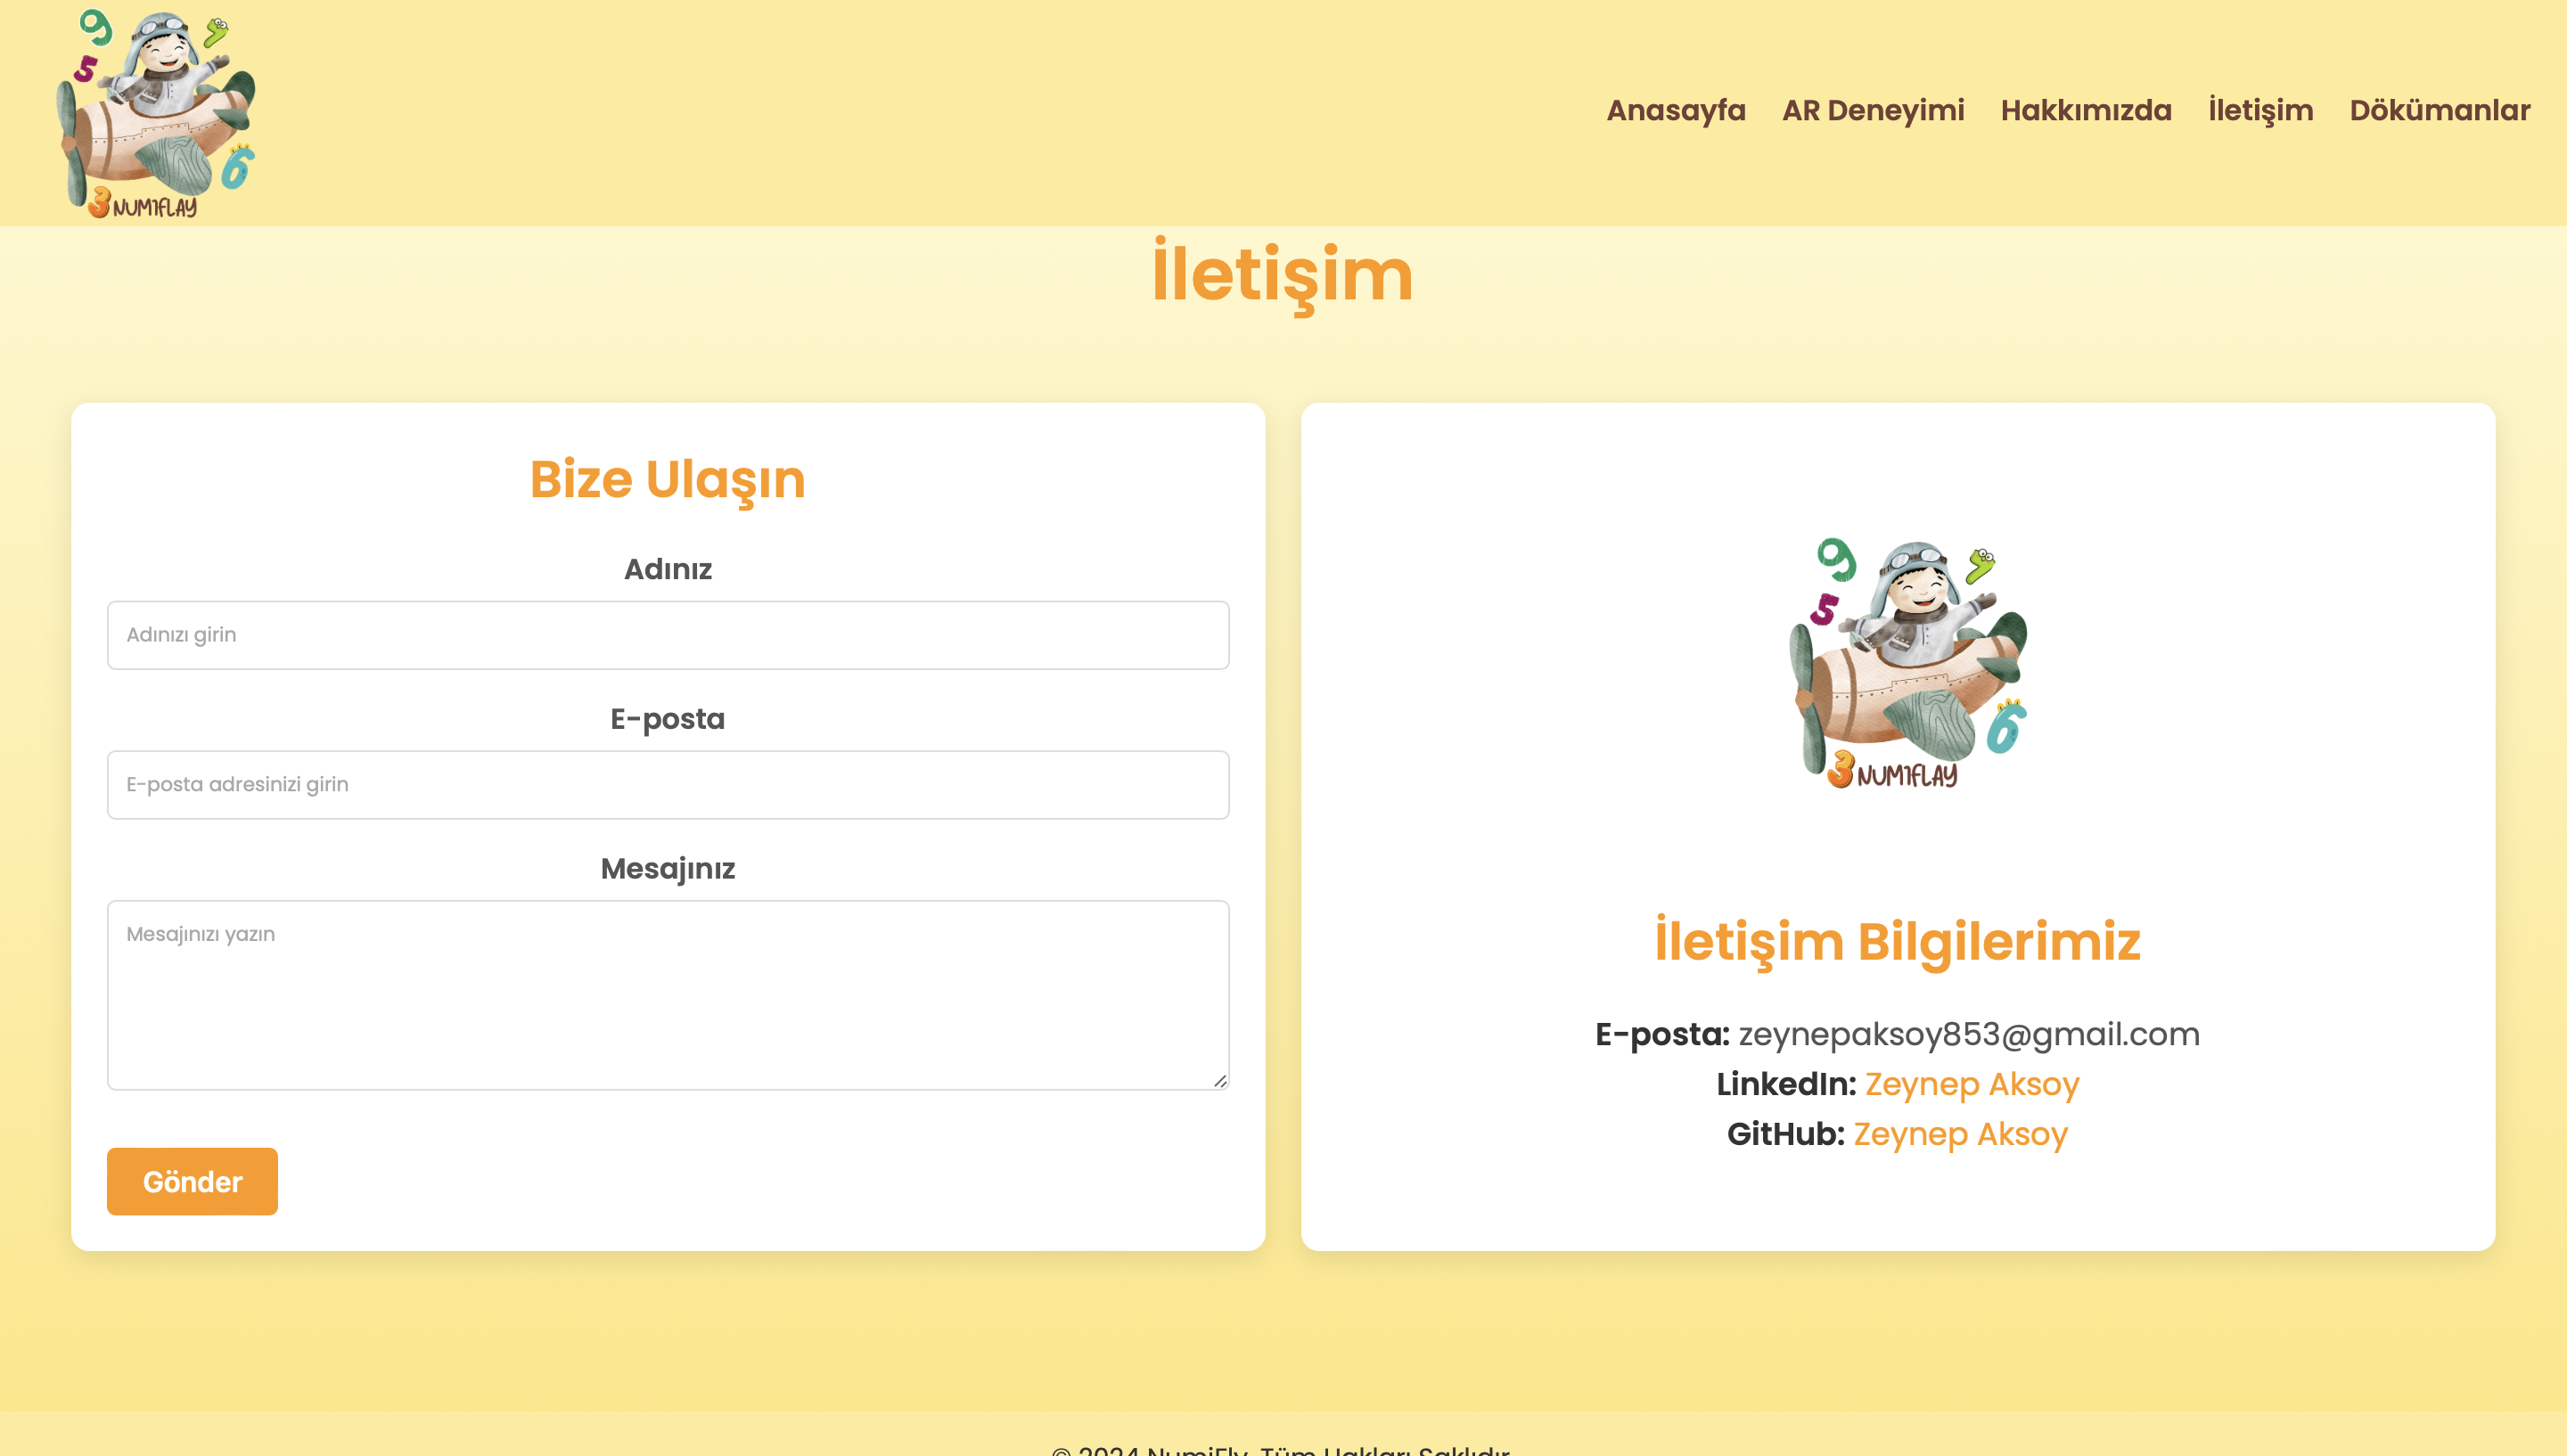 9
5
6
3 NUMIFLAY
Anasayfa AR Deneyimi Hakkımızda İletişim Dökümanlar
İletişim
Bize Ulaşın
Adınız
Adınızı girin
E-posta
E-posta adresinizi girin
Mesajınız
Mesajınızı yazın
Gönder
9
5
6
3 NUMIFLAY
İletişim Bilgilerimiz
E-posta: zeynepaksoy853@gmail.com
LinkedIn: Zeynep Aksoy
GitHub: Zeynep Aksoy
© 2024 NumiFly. Tüm Hakları Saklıdır.